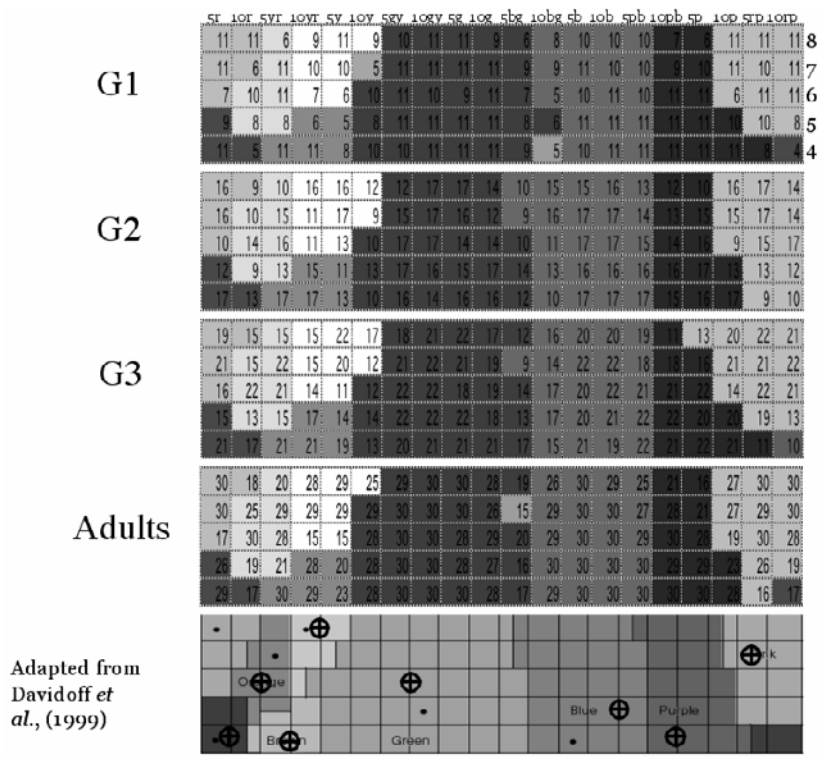 5r 10r 5yr 10yr 5y 10y 5gy 10gy 5g 10g 5bg 10bg 5b 10b 5pb 10pb 5p 10p 5rp 10rp
11 11 6 9 11 9 10 11 11 9 6 8 10 10 10 7 6 11 11 11 8
11 6 11 10 10 5 11 11 11 11 9 9 11 11 11 9 10 11 10 11 7
G1
7 10 11 7 6 10 11 10 9 11 7 5 10 11 10 11 11 6 11 11 6
9 8 8 6 5 8 11 11 11 11 8 6 11 11 10 11 11 10 10 8 5
11 5 11 11 8 10 10 11 11 11 9 5 10 11 11 11 11 11 8 4 4
16 9 10 16 16 12 12 17 17 14 10 15 15 16 13 12 10 16 17 14
16 10 15 11 17 9 15 17 16 12 9 16 17 17 14 13 15 15 17 14
G2
10 14 16 11 13 10 17 17 14 14 10 11 17 17 15 14 16 9 15 17
12 9 13 15 11 13 17 16 15 17 14 13 16 16 16 16 17 13 13 12
17 13 17 17 13 10 16 14 16 16 12 10 17 17 17 15 16 17 9 10
19 15 15 15 22 17 18 21 22 17 12 16 20 20 19 13 20 22 21
21 15 22 15 20 12 21 22 21 19 9 14 22 22 18 18 16 21 21 22
G3
16 22 21 14 11 12 22 22 18 19 14 17 20 22 21 21 22 14 22 21
15 13 15 17 14 14 22 22 22 18 13 17 20 21 22 22 20 20 19 13
21 17 21 21 19 13 20 21 21 21 17 15 21 19 22 21 22 21 11 10
30 18 20 28 29 25 29 30 30 28 19 26 30 29 25 21 16 27 30 30
30 25 29 29 29 29 30 30 30 26 15 29 30 30 27 28 21 27 29 30
Adults
17 30 28 15 15 30 30 30 28 29 20 29 30 30 30 30 28 19 30 28
26 19 21 28 20 28 30 30 30 27 16 29 30 30 30 29 29 23 26 19
29 17 30 29 23 28 30 30 30 30 28 28 30 30 30 30 30 28 16 17
Adapted from
Davidoff et
al., (1999)
Blue Purple
Green